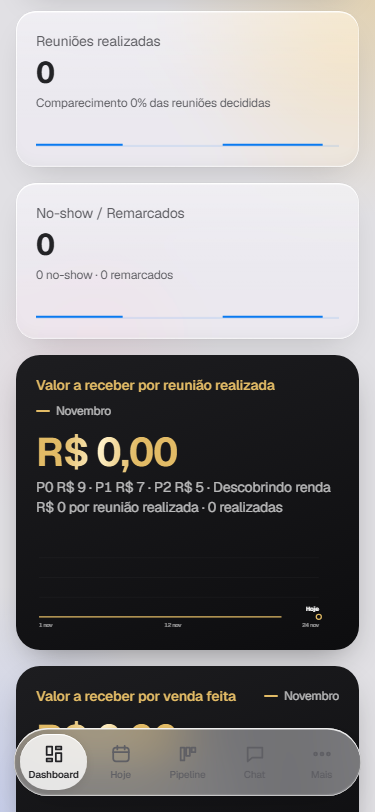 Reuniões realizadas
0
Comparecimento 0% das reuniões decididas
No-show / Remarcados
0
0 no-show · 0 remarcados
Valor a receber por reunião realizada
Novembro
R$ 0,00
P0 R$ 9 · P1 R$ 7 · P2 R$ 5 · Descobrindo renda
R$ 0 por reunião realizada · 0 realizadas
Hoje
1 nov 12 nov 24 nov
Valor a receber por venda feita Novembro
Dashboard Hoje Pipeline Chat Mais